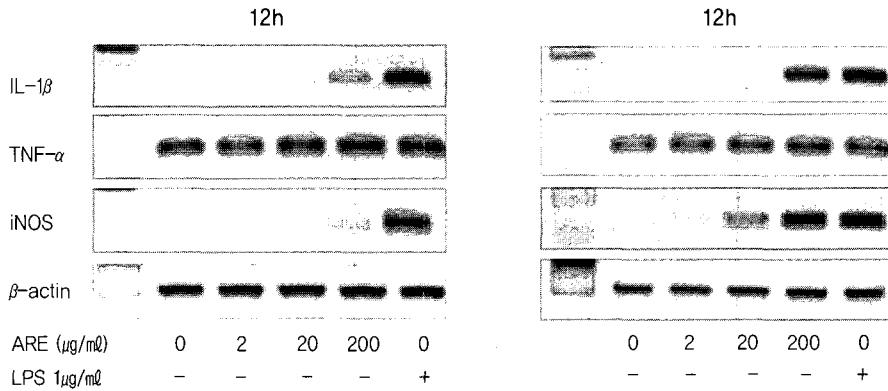 12h 12h
IL-1β
TNF-α
iNOS
β-actin
ARE (㎍/㎖) 0 2 20 200 0 0 2 20 200 0
LPS 1㎍/㎖ - - - - + - - - - +